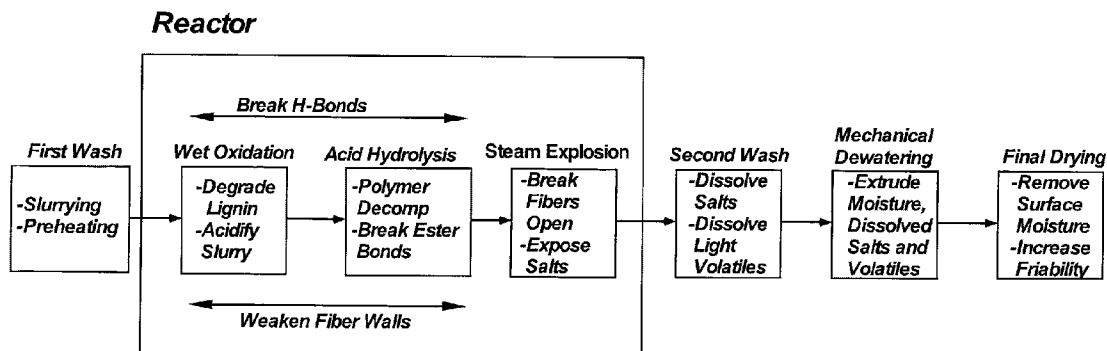 Reactor
Break H-Bonds
First Wash
-Slurrying
-Preheating
Wet Oxidation
-Degrade
Lignin
-Acidify
Slurry
Acid Hydrolysis
-Polymer
Decomp
-Break Ester
Bonds
Steam Explosion
-Break
Fibers
Open
-Expose
Salts
Second Wash
-Dissolve
Salts
-Dissolve
Light
Volatiles
Mechanical
Dewatering
-Extrude
Moisture,
Dissolved
Salts and
Volatiles
Final Drying
-Remove
Surface
Moisture
-Increase
Friability
Weaken Fiber Walls